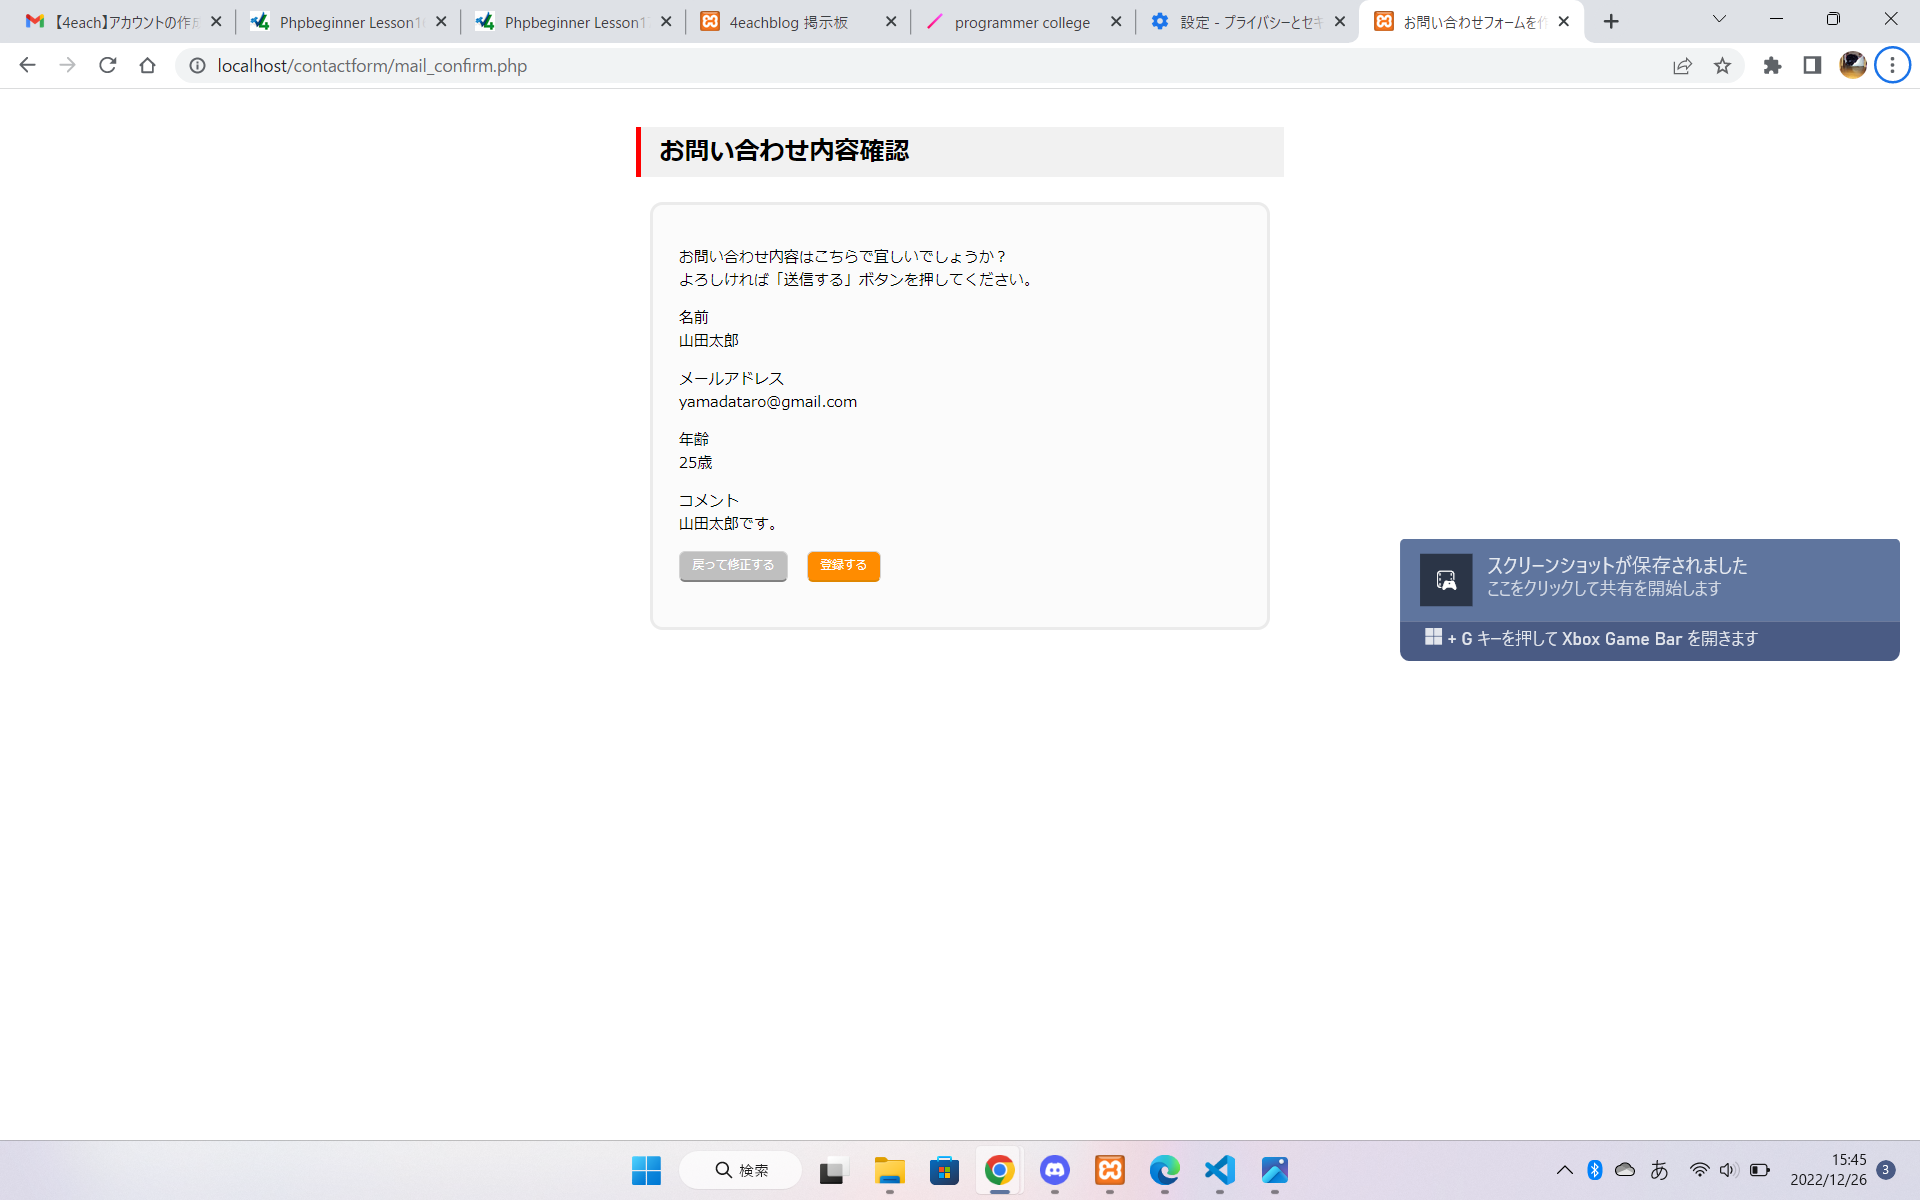 【4each】アカウントの作成
Phpbeginner Lesson1
Phpbeginner Lesson1
4eachblog 掲示板
programmer college
設定 - プライバシーとセキ
お問い合わせフォームを作
localhost/contactform/mail_confirm.php
お問い合わせ内容確認
お問い合わせ内容はこちらで宜しいでしょうか？
よろしければ「送信する」ボタンを押してください。
名前
山田太郎
メールアドレス
yamadataro@gmail.com
年齢
25歳
コメント
山田太郎です。
戻って修正する
登録する
スクリーンショットが保存されました
ここをクリックして共有を開始します
+ G キーを押して Xbox Game Bar を開きます
検索
あ
15:45
2022/12/26
3